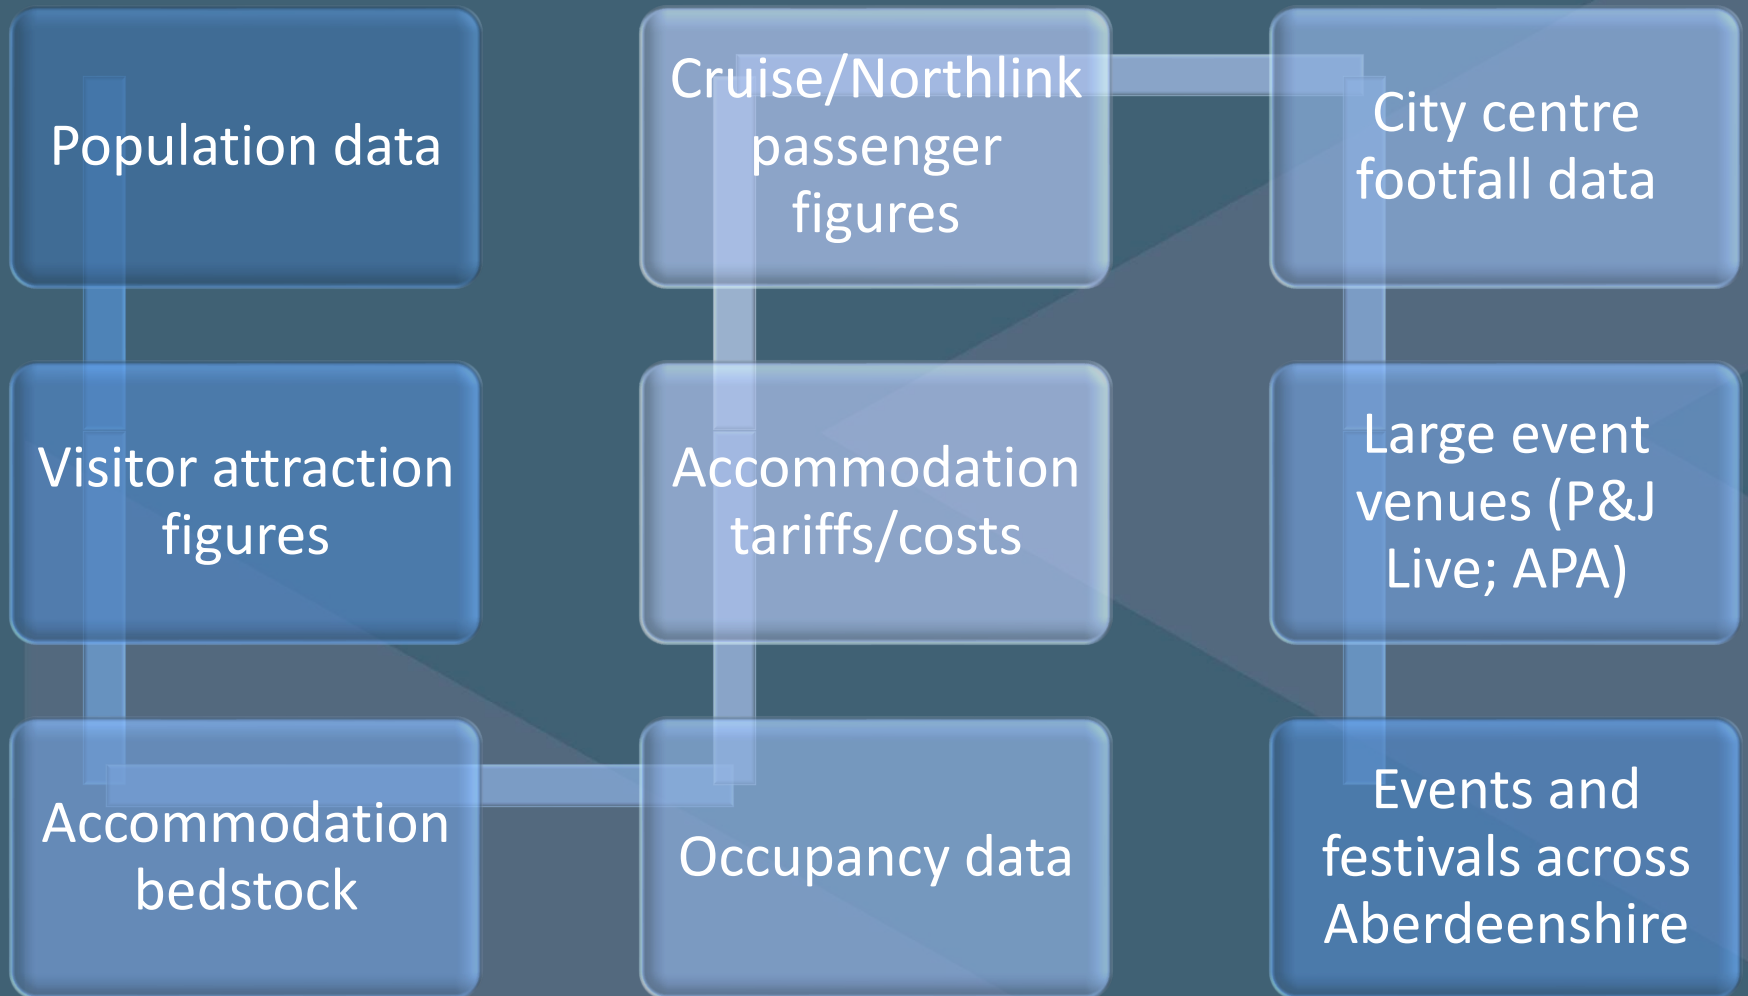 Population data
Visitor attraction
figures
Accommodation
bedstock
Occupancy data
Accommodation
tariffs/costs
Cruise/Northlink
passenger
figures
City centre
footfall data
Large event
venues (P&J
Live; APA)
Events and
festivals across
Aberdeenshire